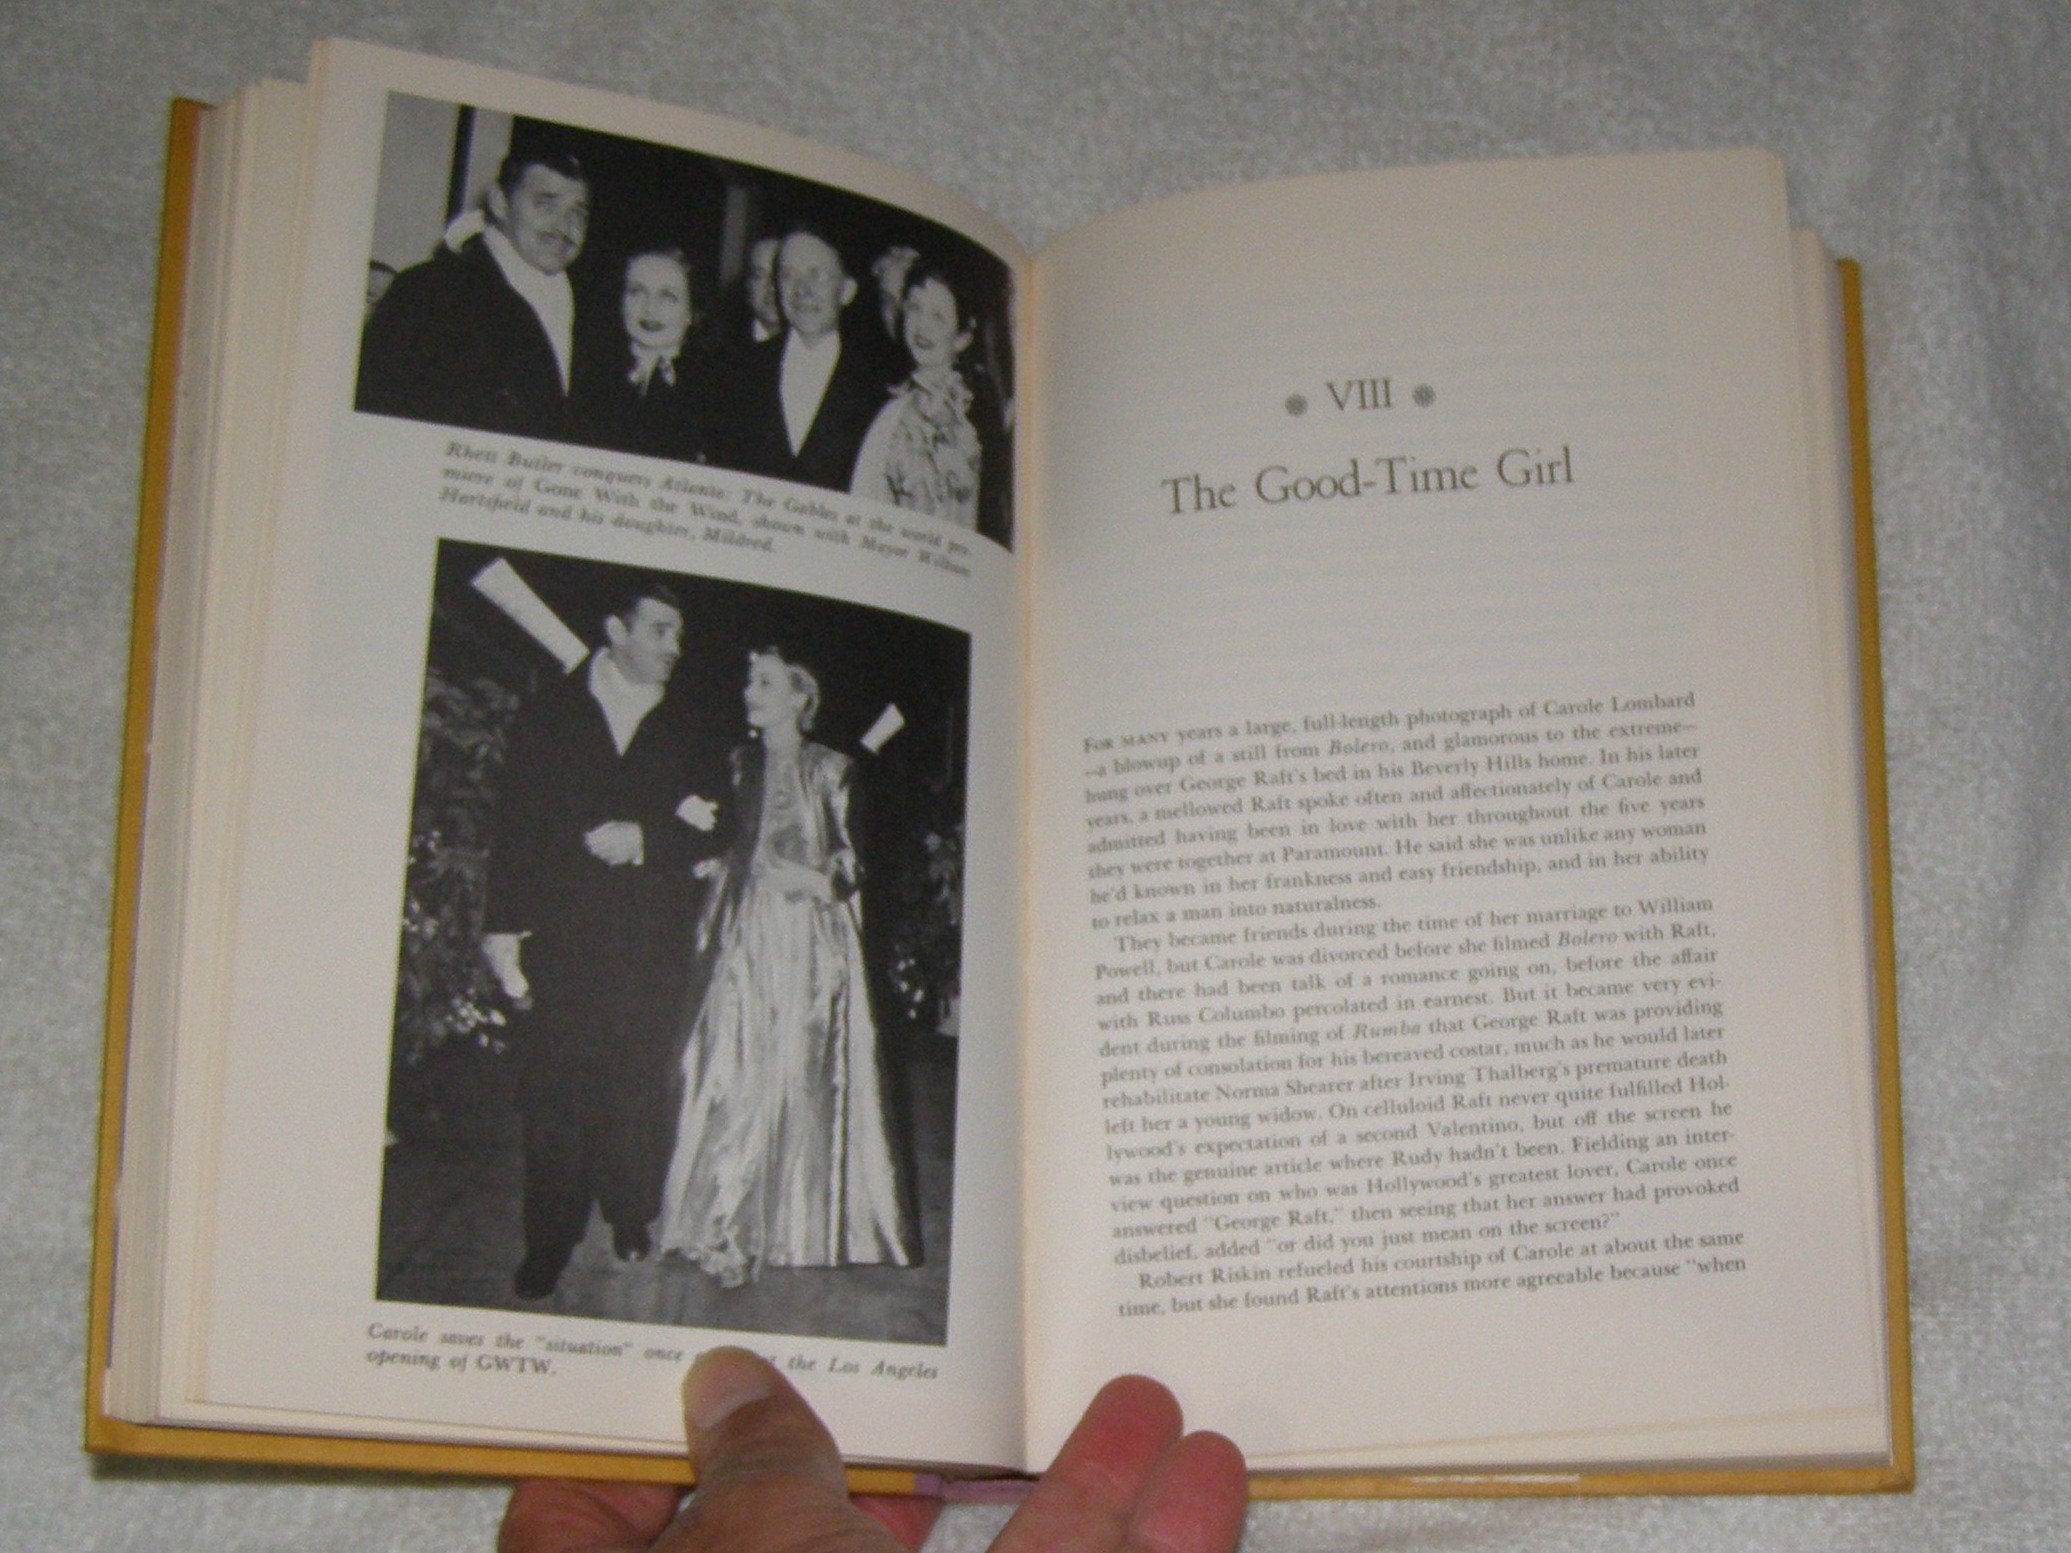 Rhett Butler conquers Atlanta: The Gables at the world pre-
miere of Gone With the Wind, shown with Mayor William
Hartsfield and his daughter, Mildred.
Carole saves the "situation" once the Los Angeles
opening of GWTW.
VIII
The Good-Time Girl
FOR MANY years a large, full-length photograph of Carole Lombard
—a blowup of a still from Bolero, and glamorous to the extreme—
hung over George Raft's bed in his Beverly Hills home. In his later
years, a mellowed Raft spoke often and affectionately of Carole and
admitted having been in love with her throughout the five years
they were together at Paramount. He said she was unlike any woman
he'd known in her frankness and easy friendship, and in her ability
to relax a man into naturalness.
They became friends during the time of her marriage to William
Powell, but Carole was divorced before she filmed Bolero with Raft,
and there had been talk of a romance going on, before the affair
with Russ Columbo percolated in earnest. But it became very evi-
dent during the filming of Rumba that George Raft was providing
plenty of consolation for his bereaved costar, much as he would later
rehabilitate Norma Shearer after Irving Thalberg's premature death
left her a young widow. On celluloid Raft never quite fulfilled Hol-
lywood's expectation of a second Valentino, but off the screen he
was the genuine article where Rudy hadn't been. Fielding an inter-
view question on who was Hollywood's greatest lover, Carole once
answered "George Raft," then seeing that her answer had provoked
disbelief, added "or did you just mean on the screen?"
Robert Riskin refueled his courtship of Carole at about the same
time, but she found Raft's attentions more agreeable because "when